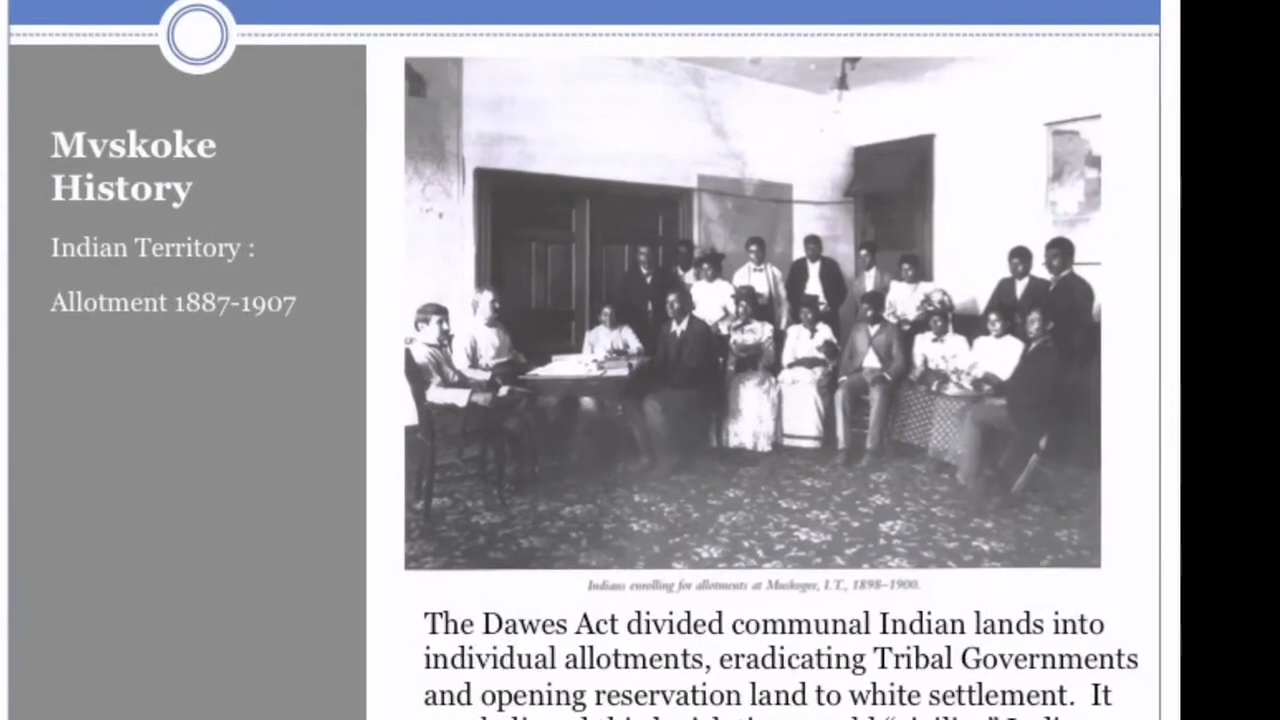 Mvskoke
History
Indian Territory :
Allotment 1887-1907
Indians enrolling for allotments at Muskogee, I.T., 1898–1900.
The Dawes Act divided communal Indian lands into
individual allotments, eradicating Tribal Governments
and opening reservation land to white settlement. It